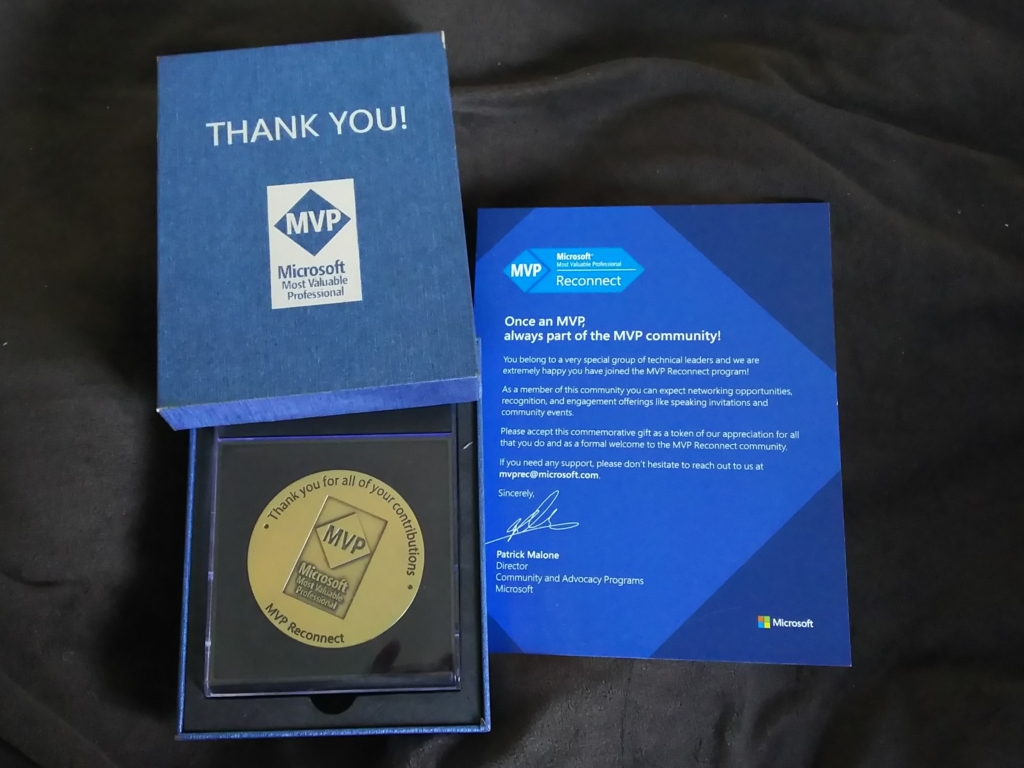 THANK YOU!
MVP
Microsoft
Most Valuable
Professional
Thank you for all of your contributions
MVP
Microsoft
Most Valuable
Professional
MVP Reconnect
MVP
Microsoft®
Most Valuable Professional
Reconnect
Once an MVP,
always part of the MVP community!
You belong to a very special group of technical leaders and we are
extremely happy you have joined the MVP Reconnect program!
As a member of this community you can expect networking opportunities,
recognition, and engagement offerings like speaking invitations and
community events.
Please accept this commemorative gift as a token of our appreciation for all
that you do and as a formal welcome to the MVP Reconnect community.
If you need any support, please don't hesitate to reach out to us at
mvprec@microsoft.com.
Sincerely,
Patrick Malone
Director
Community and Advocacy Programs
Microsoft
Microsoft